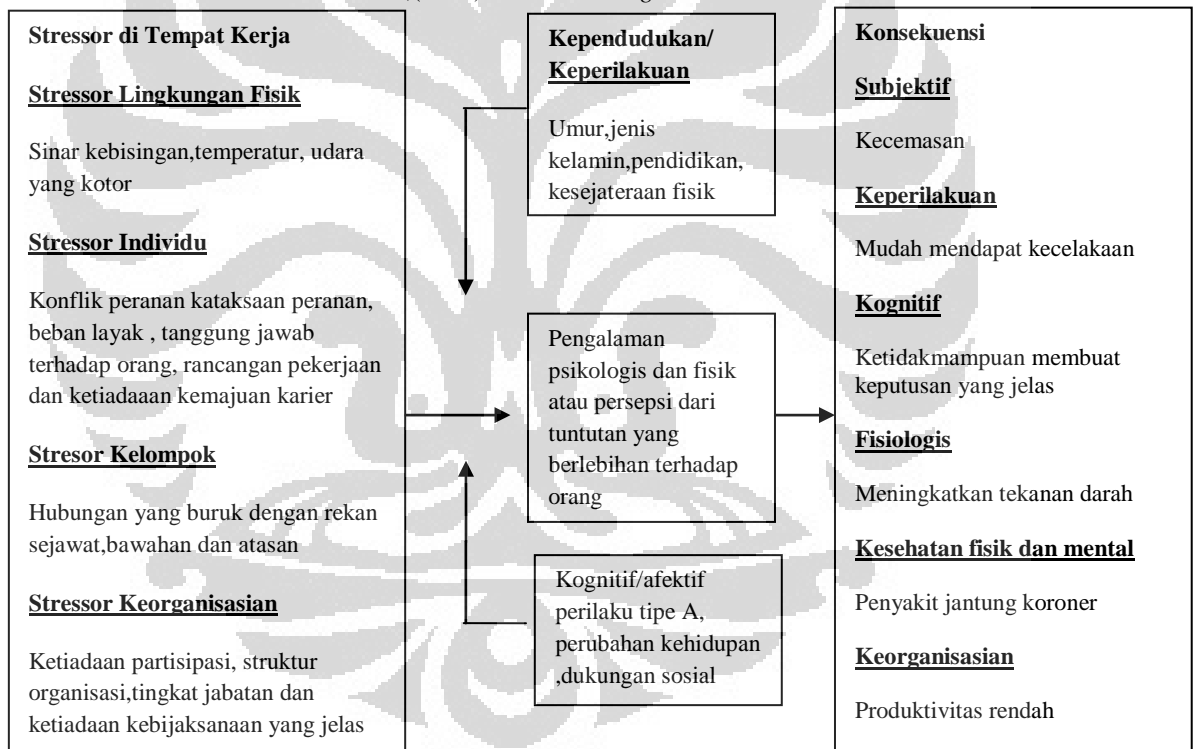 Stressor di Tempat Kerja
Stressor Lingkungan Fisik
Sinar kebisingan,temperatur, udara
yang kotor
Stressor Individu
Konflik peranan kataksaan peranan,
beban layak , tanggung jawab
terhadap orang, rancangan pekerjaan
dan ketiadaaan kemajuan karier
Stresor Kelompok
Hubungan yang buruk dengan rekan
sejawat,bawahan dan atasan
Stressor Keorganisasian
Ketiadaan partisipasi, struktur
organisasi,tingkat jabatan dan
ketiadaan kebijaksanaan yang jelas
Kependudukan/
Keperilakuan
Umur,jenis
kelamin,pendidikan,
kesejateraan fisik
Pengalaman
psikologis dan fisik
atau persepsi dari
tuntutan yang
berlebihan terhadap
orang
Kognitif/afektif
perilaku tipe A,
perubahan kehidupan
,dukungan sosial
Konsekuensi
Subjektif
Kecemasan
Keperilakuan
Mudah mendapat kecelakaan
Kognitif
Ketidakmampuan membuat
keputusan yang jelas
Fisiologis
Meningkatkan tekanan darah
Kesehatan fisik dan mental
Penyakit jantung koroner
Keorganisasian
Produktivitas rendah